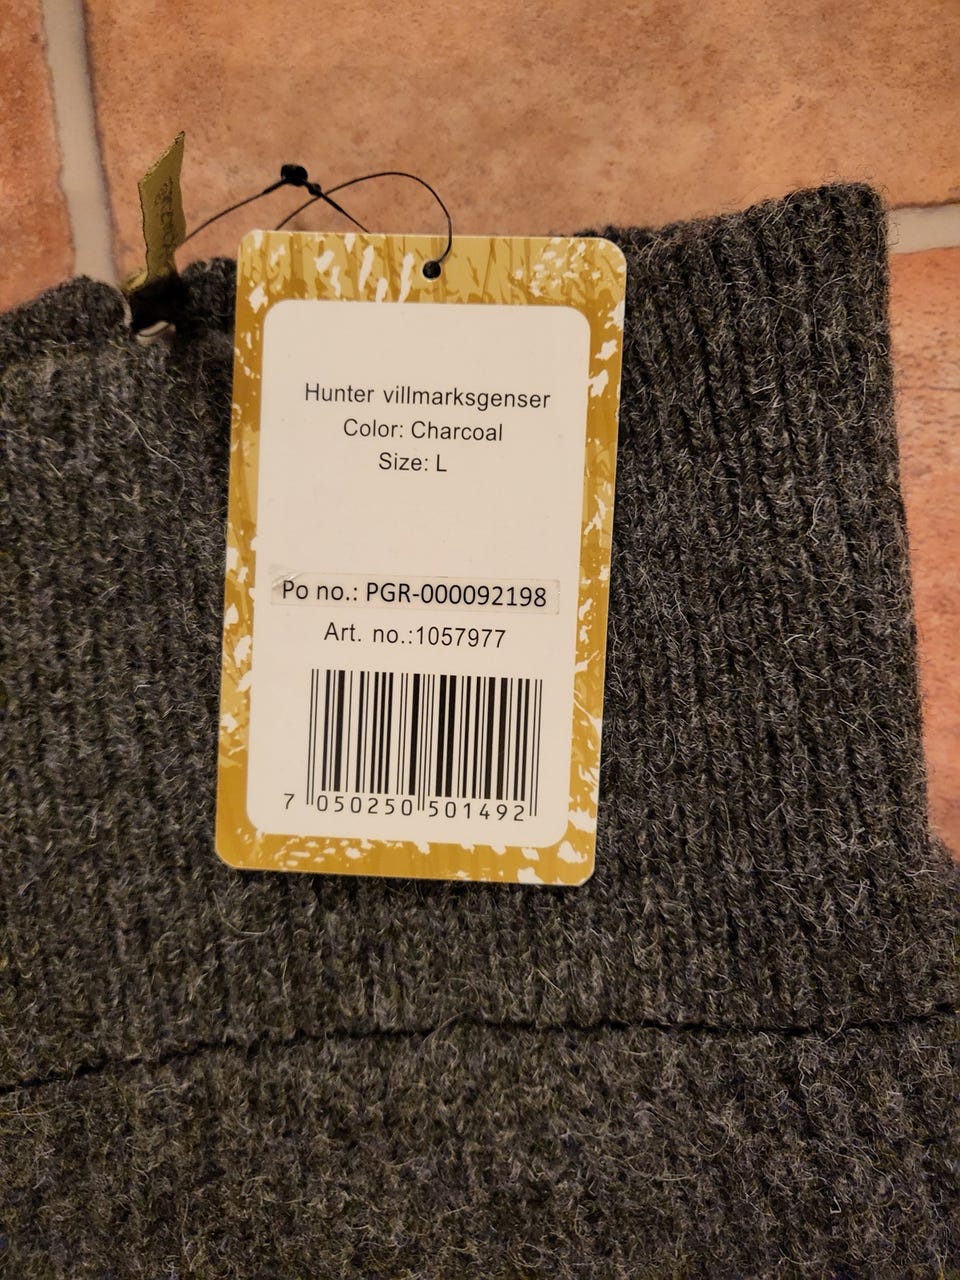 Hunter villmarksgenser
Color: Charcoal
Size: L
Po no.: PGR-000092198
Art. no.:1057977
7 050250 501492